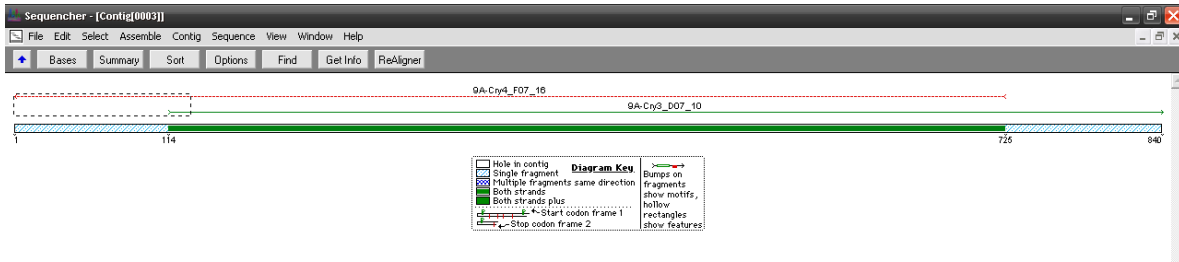 Sequencher - [Contig[0003]]
File Edit Select Assemble Contig Sequence View Window Help
Bases Summary Sort Options Find Get Info ReAligner
9A-Cry4_F07_16
9A-Cry3_D07_10
1 114 725 840
Diagram Key
Hole in contig
Single fragment
Multiple fragments same direction
Both strands
Both strands plus
Start codon frame 1
Stop codon frame 2
Bumps on
fragments
show motifs,
hollow
rectangles
show features